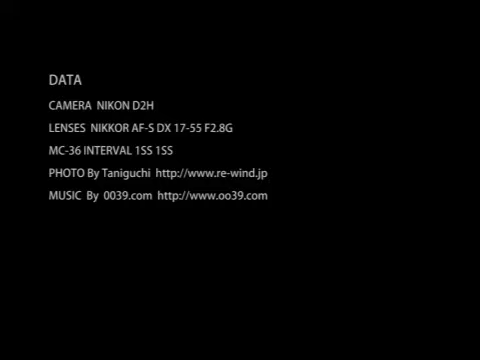 DATA
CAMERA NIKON D2H
LENSES NIKKOR AF-S DX 17-55 F2.8G
MC-36 INTERVAL 1SS 1SS
PHOTO By Taniguchi http://www.re-wind.jp
MUSIC By 0039.com http://www.oo39.com